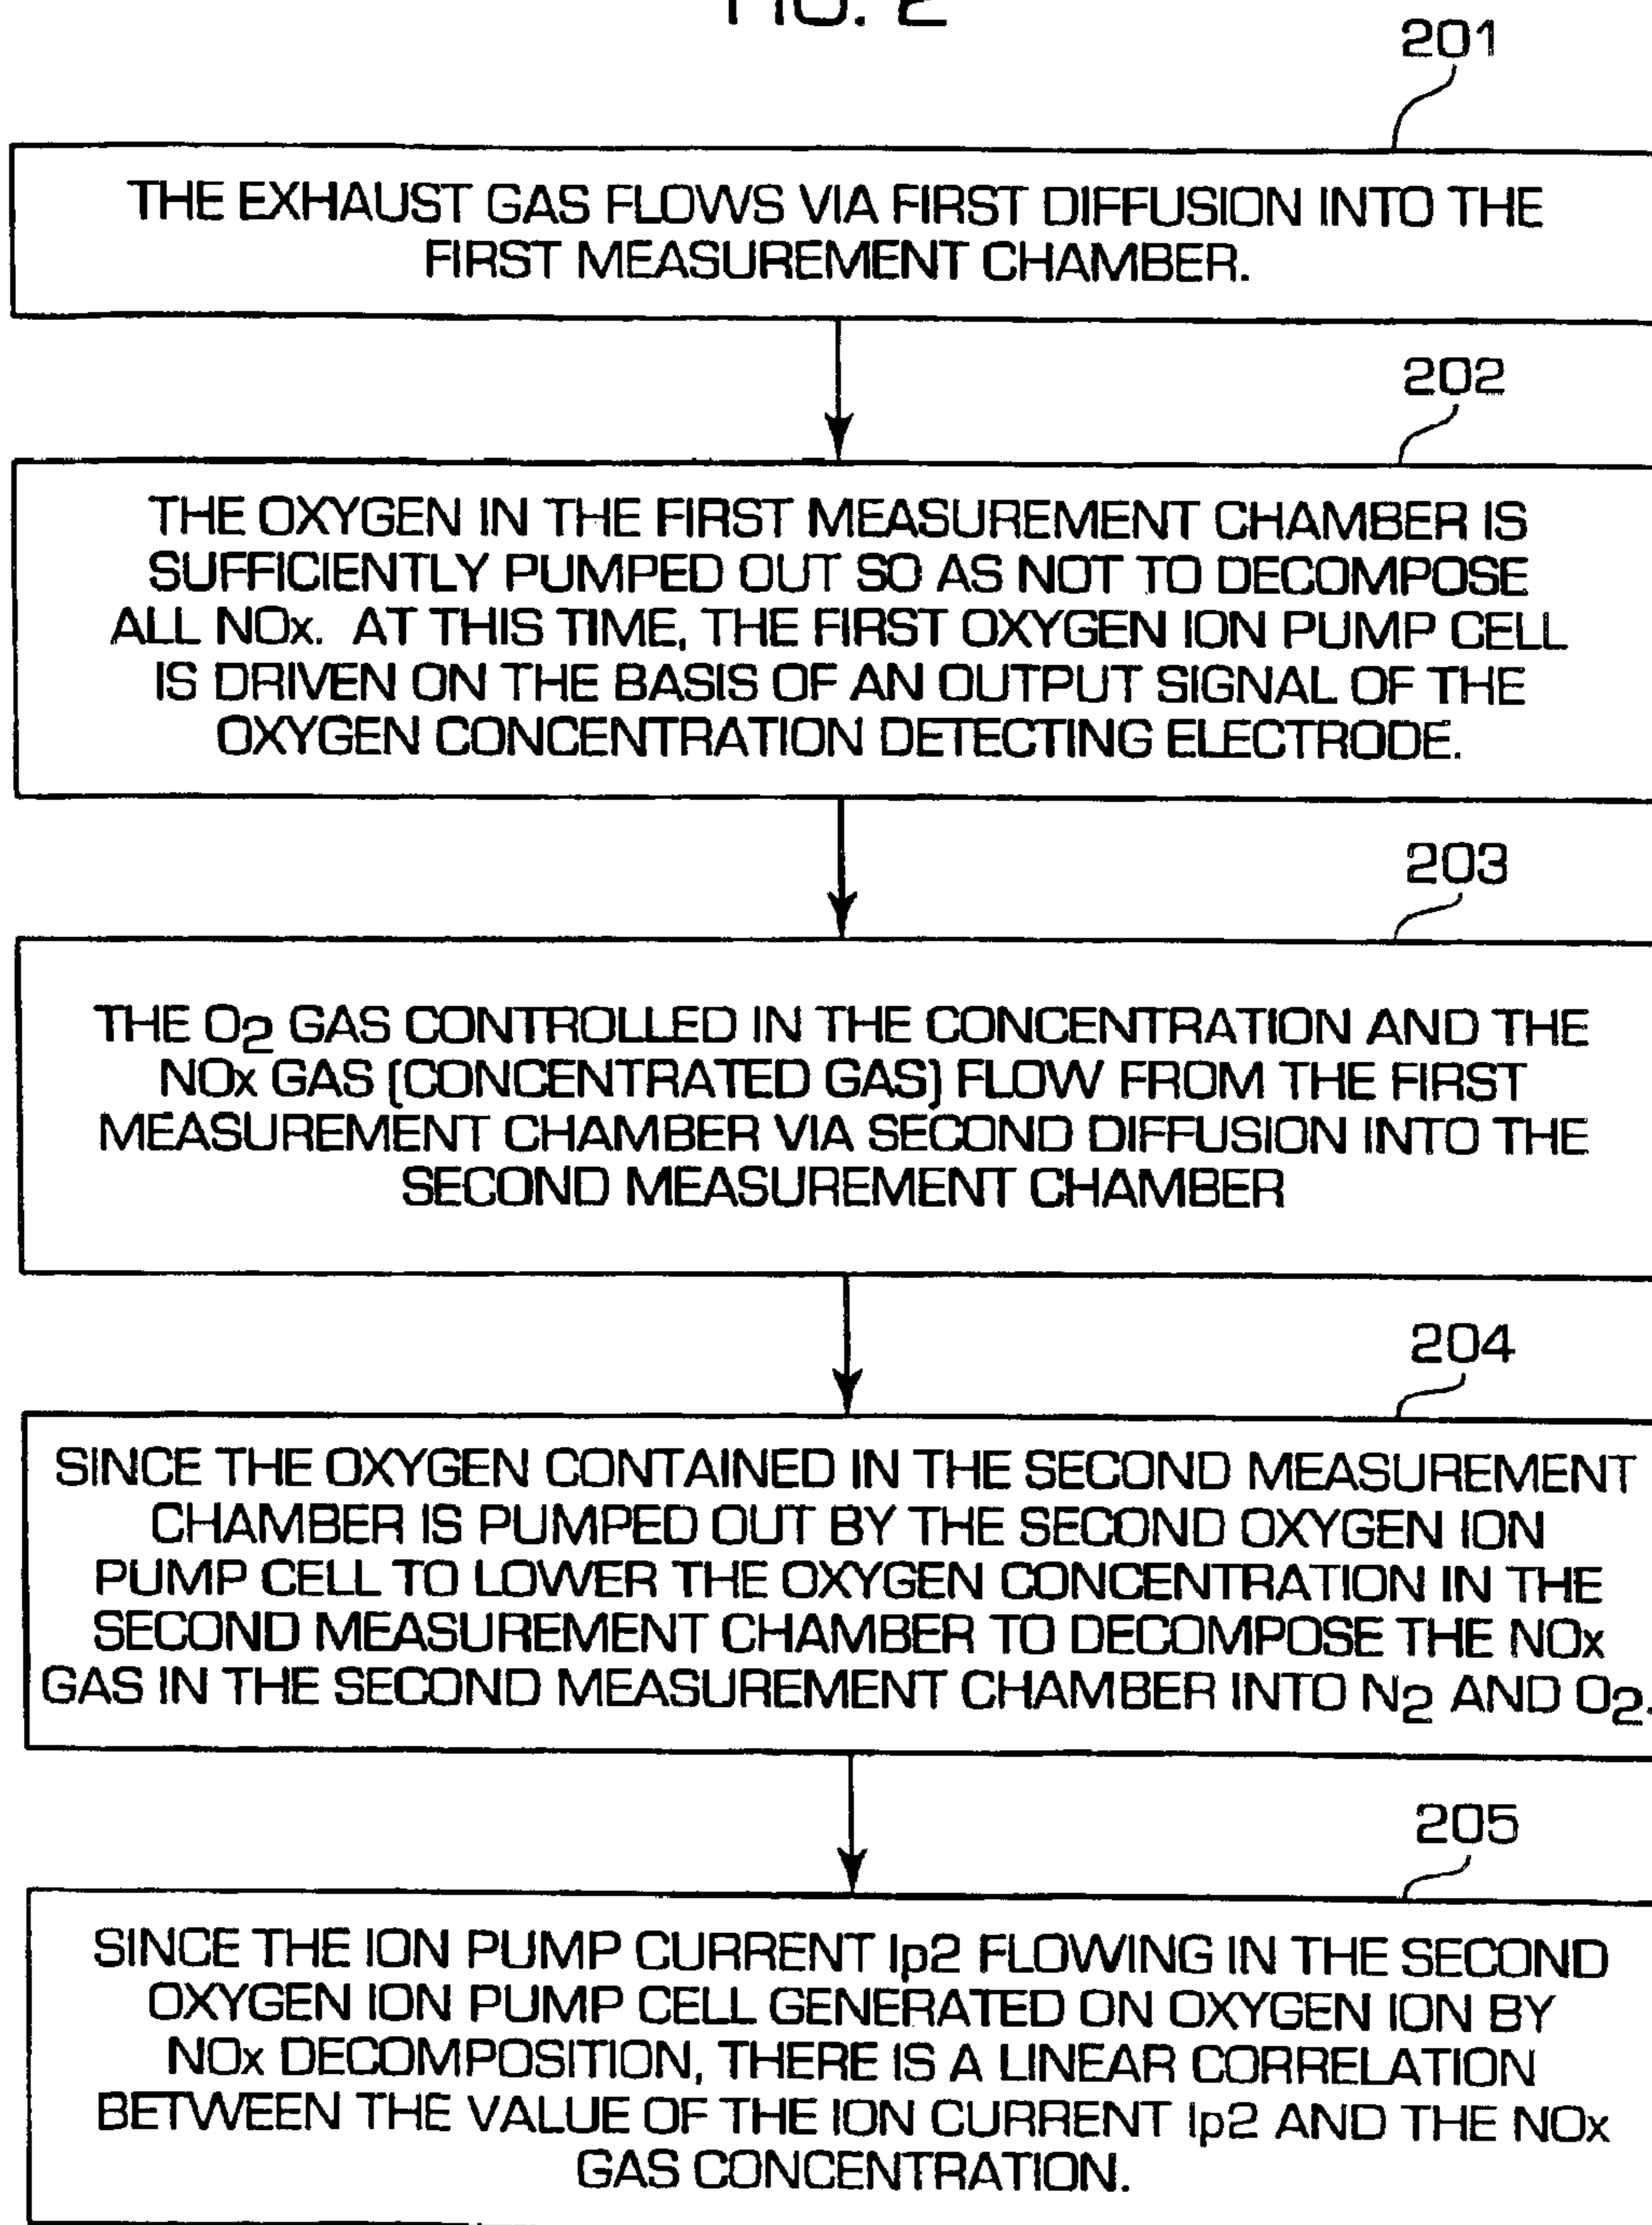 FIG. 2
201
THE EXHAUST GAS FLOWS VIA FIRST DIFFUSION INTO THE
FIRST MEASUREMENT CHAMBER.
202
THE OXYGEN IN THE FIRST MEASUREMENT CHAMBER IS
SUFFICIENTLY PUMPED OUT SO AS NOT TO DECOMPOSE
ALL NOx. AT THIS TIME, THE FIRST OXYGEN ION PUMP CELL
IS DRIVEN ON THE BASIS OF AN OUTPUT SIGNAL OF THE
OXYGEN CONCENTRATION DETECTING ELECTRODE.
203
THE O2 GAS CONTROLLED IN THE CONCENTRATION AND THE
NOx GAS (CONCENTRATED GAS) FLOW FROM THE FIRST
MEASUREMENT CHAMBER VIA SECOND DIFFUSION INTO THE
SECOND MEASUREMENT CHAMBER
204
SINCE THE OXYGEN CONTAINED IN THE SECOND MEASUREMENT
CHAMBER IS PUMPED OUT BY THE SECOND OXYGEN ION
PUMP CELL TO LOWER THE OXYGEN CONCENTRATION IN THE
SECOND MEASUREMENT CHAMBER TO DECOMPOSE THE NOx
GAS IN THE SECOND MEASUREMENT CHAMBER INTO N2 AND O2.
205
SINCE THE ION PUMP CURRENT Ip2 FLOWING IN THE SECOND
OXYGEN ION PUMP CELL GENERATED ON OXYGEN ION BY
NOx DECOMPOSITION, THERE IS A LINEAR CORRELATION
BETWEEN THE VALUE OF THE ION CURRENT Ip2 AND THE NOx
GAS CONCENTRATION.